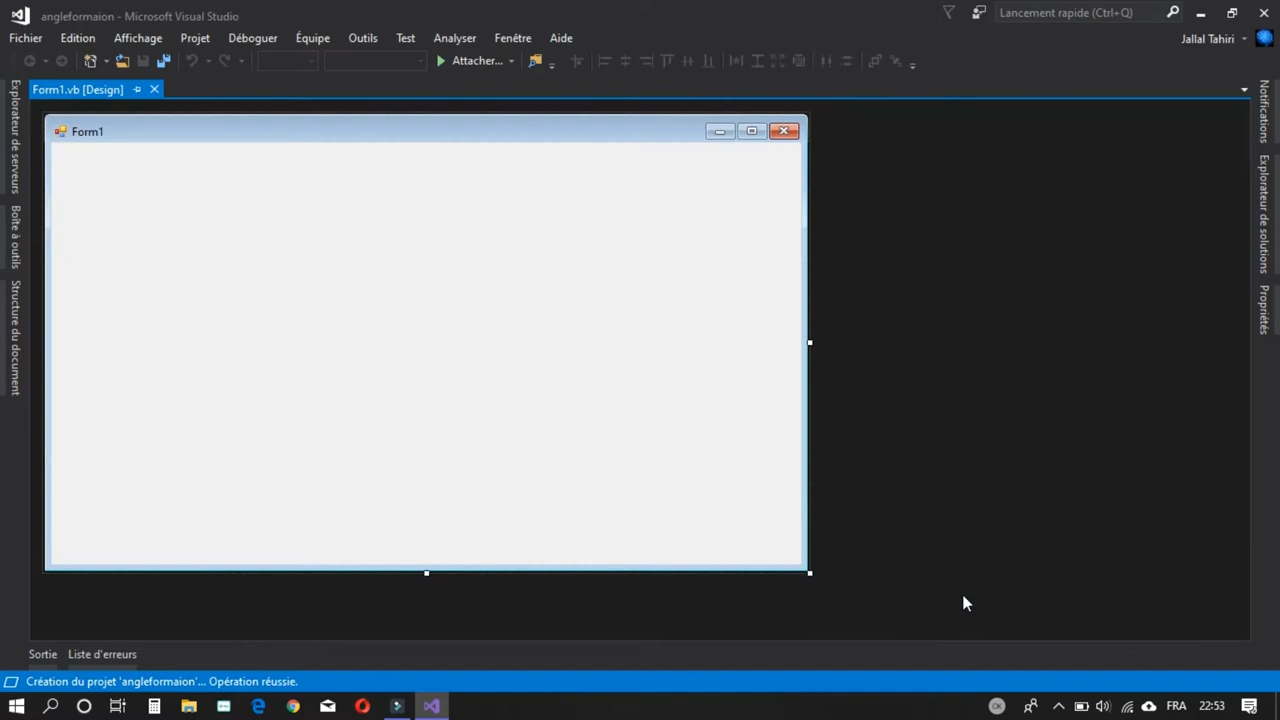 angleformaion - Microsoft Visual Studio
Lancement rapide (Ctrl+Q)
Fichier Edition Affichage Projet Déboguer Équipe Outils Test Analyser Fenêtre Aide
Jallal Tahiri
Attacher...
Form1.vb [Design]
Form1
Explorateur de serveurs
Boîte à outils
Structure du document
Notifications
Explorateur de solutions
Propriétés
Sortie Liste d'erreurs
Création du projet 'angleformaion'... Opération réussie.
OK
FRA 22:53